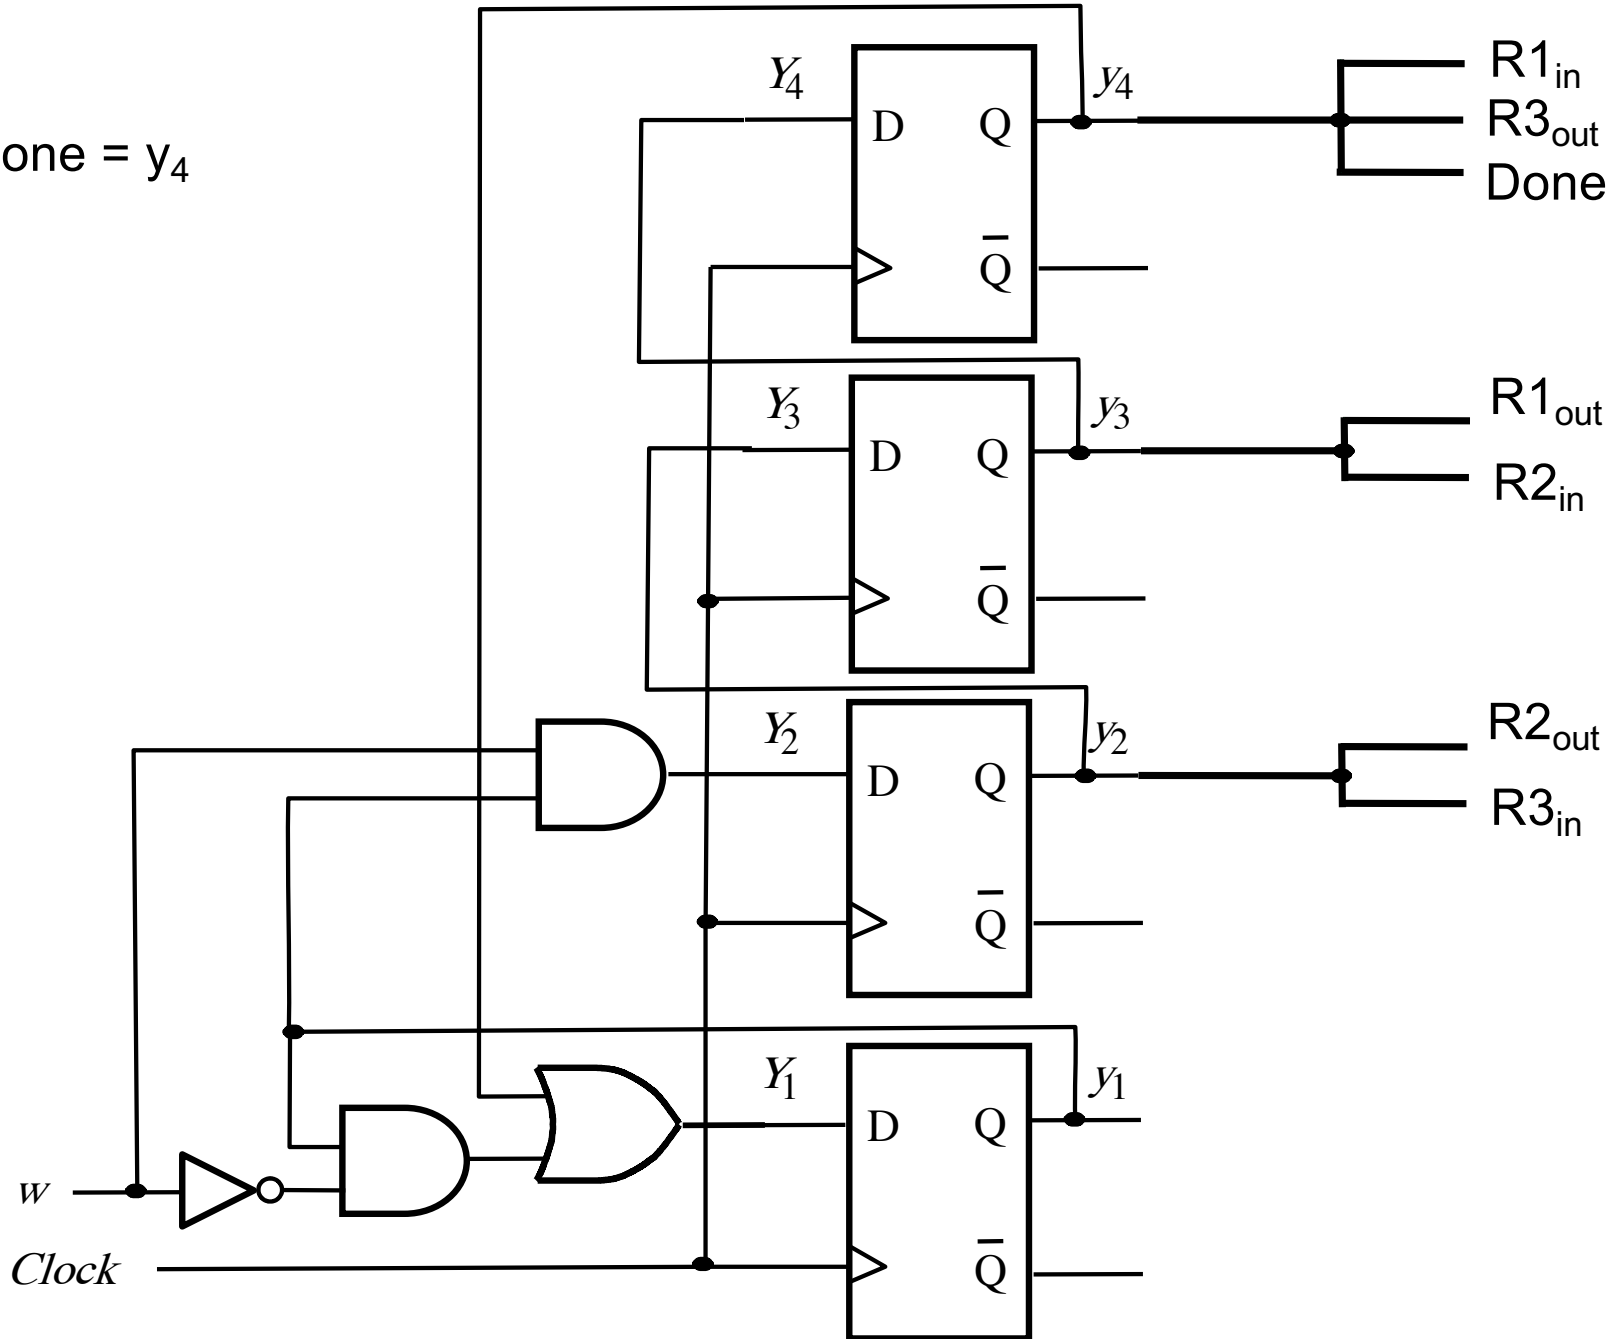 one = y₄
Y₄
D
Q
Q̅
y₄
R1in
R3out
Done
Y₃
D
Q
Q̅
y₃
R1out
R2in
Y₂
D
Q
Q̅
y₂
R2out
R3in
Y₁
D
Q
Q̅
y₁
w
Clock